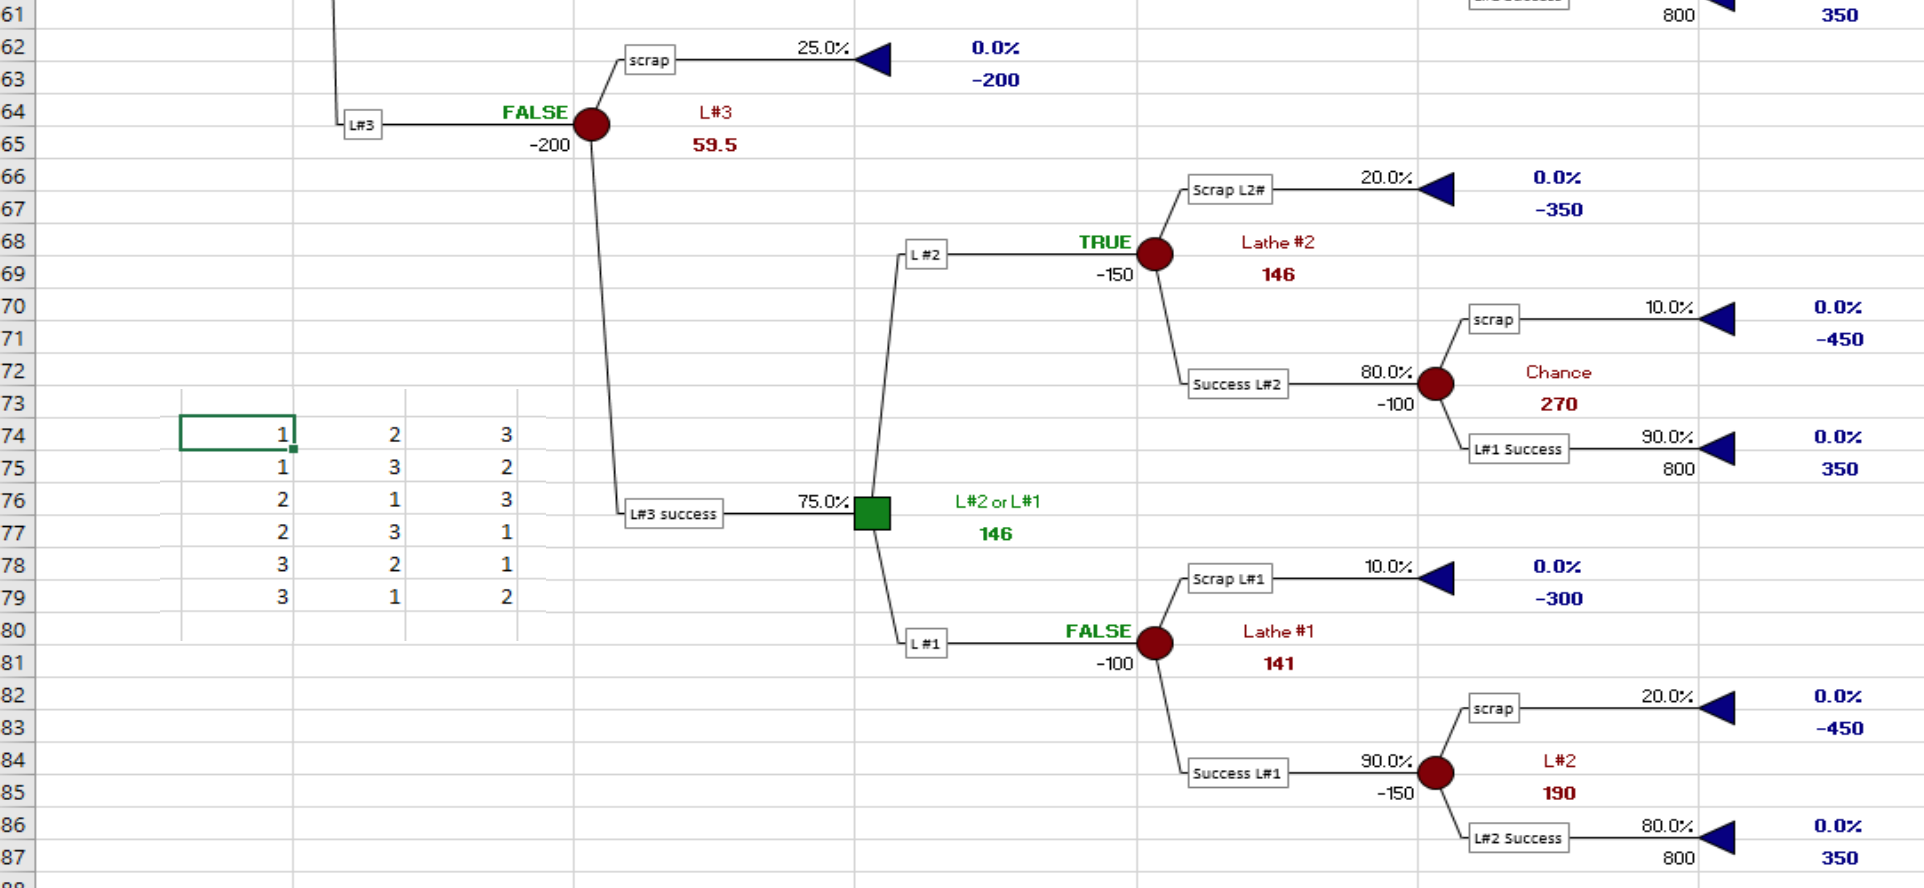 61 800 350
62 scrap 25.0% 0.0%
63 -200
64 L#3 FALSE L#3
65 -200 59.5
66 Scrap L2# 20.0% 0.0%
67 -350
68 L #2 TRUE Lathe #2
69 -150 146
70 scrap 10.0% 0.0%
71 -450
72 Success L#2 80.0% Chance
73 -100 270
74 1 2 3 L#1 Success 90.0% 0.0%
75 1 3 2 800 350
76 2 1 3 L#3 success 75.0% L#2 or L#1
77 2 3 1 146
78 3 2 1 Scrap L#1 10.0% 0.0%
79 3 1 2 -300
80 L #1 FALSE Lathe #1
81 -100 141
82 scrap 20.0% 0.0%
83 -450
84 Success L#1 90.0% L#2
85 -150 190
86 L#2 Success 80.0% 0.0%
87 800 350